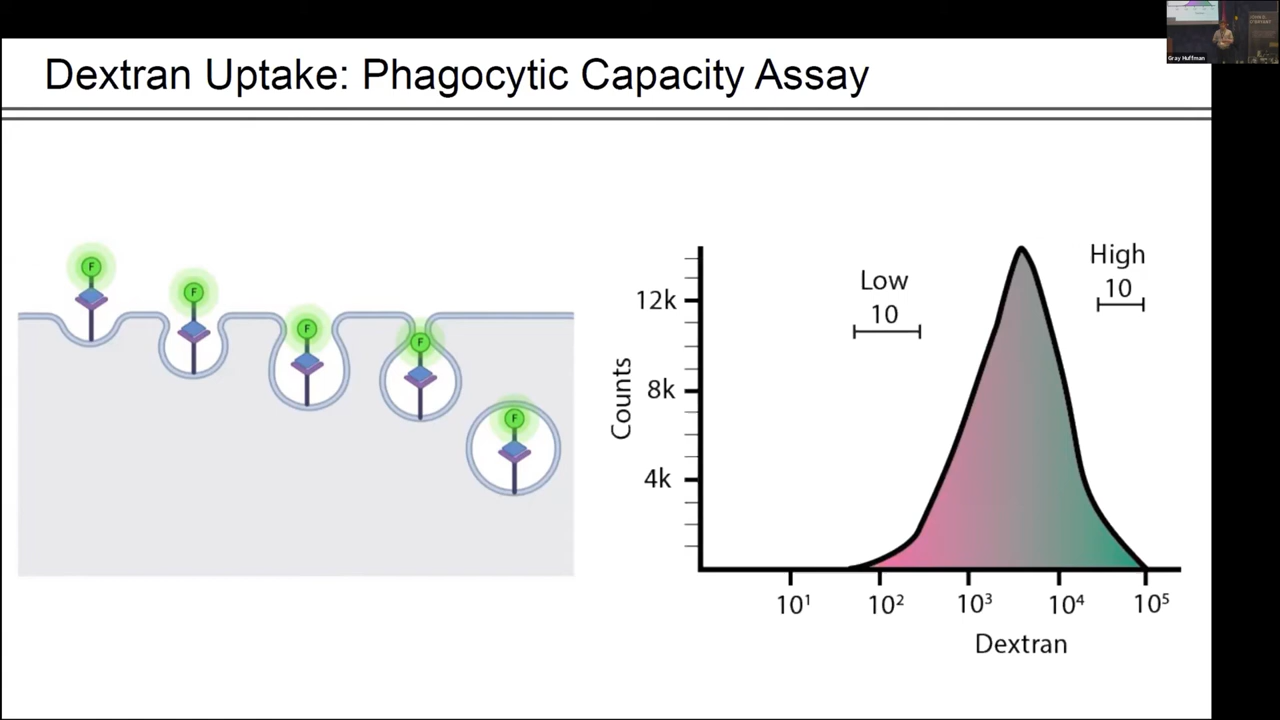 Dextran Uptake: Phagocytic Capacity Assay
Gray Huffman
F
F
F
F
F
Low
10
High
10
Counts
12k
8k
4k
10¹
10²
10³
10⁴
10⁵
Dextran